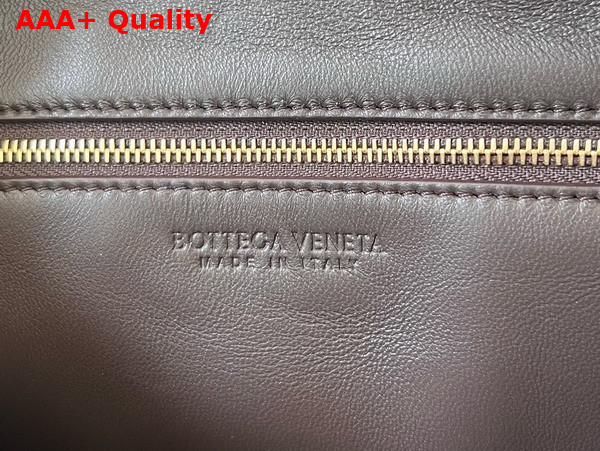 AAA+ Quality
BOTTEGA VENETA
MADE IN ITALY